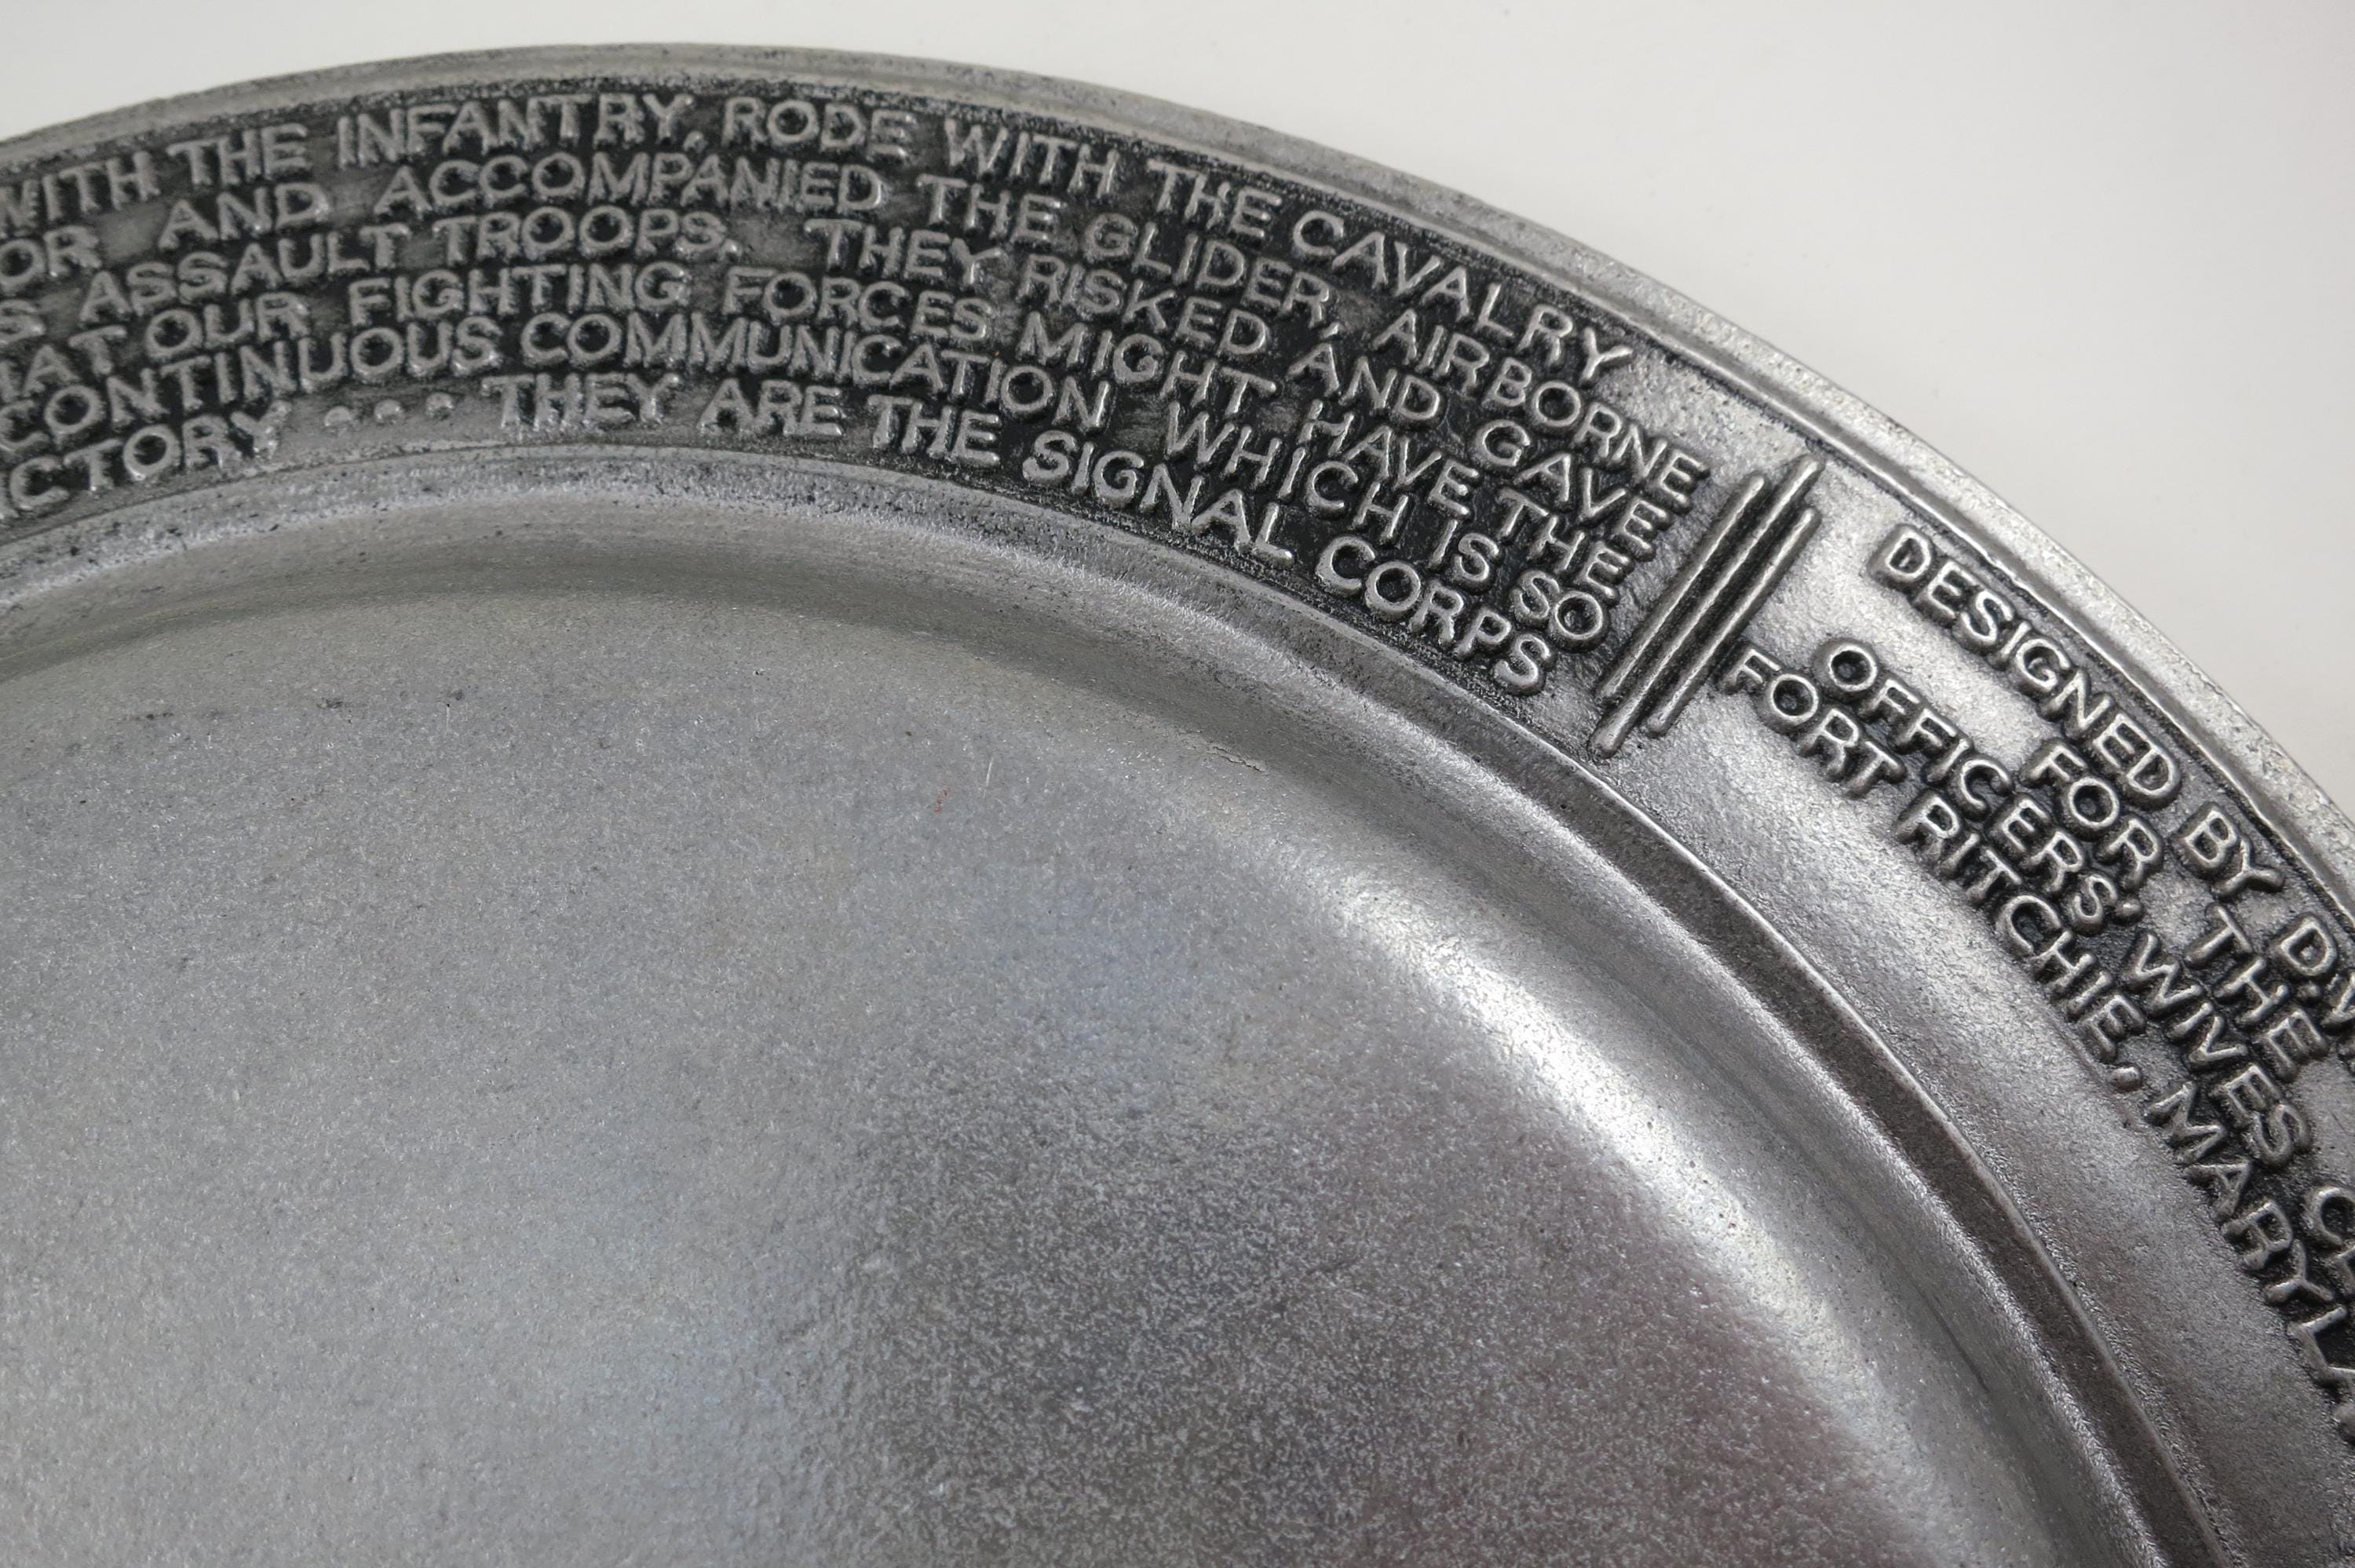 WITH THE INFANTRY, RODE WITH THE CAVALRY
OR AND ACCOMPANIED THE GLIDER, AIRBORNE
S ASSAULT TROOPS. THEY RISKED AND GAVE
AT OUR FIGHTING FORCES MIGHT HAVE THE
CONTINUOUS COMMUNICATION WHICH IS SO
CTORY .... THEY ARE THE SIGNAL CORPS
DESIGNED BY D.
FOR THE
OFFICERS' WIVES
FORT RITCHIE, MARYLA